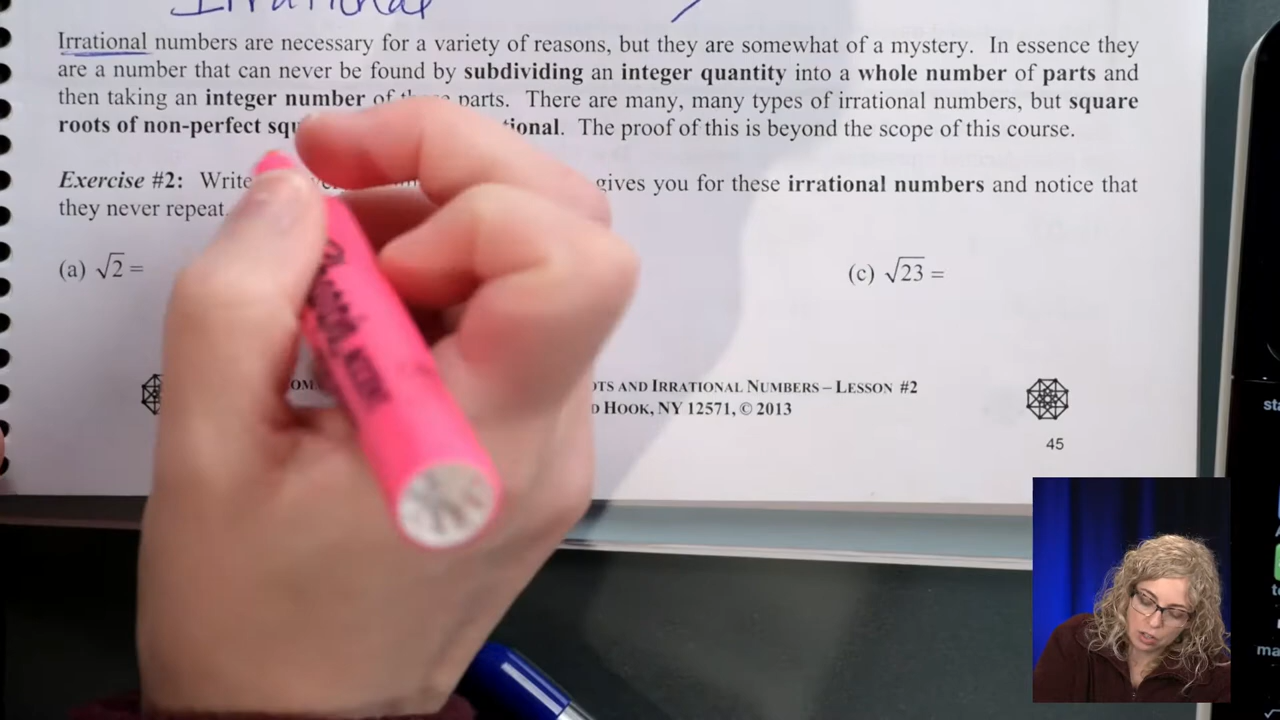 Irrational
Irrational numbers are necessary for a variety of reasons, but they are somewhat of a mystery. In essence they
are a number that can never be found by subdividing an integer quantity into a whole number of parts and
then taking an integer number of parts. There are many, many types of irrational numbers, but square
roots of non-perfect The proof of this is beyond the scope of this course.
Exercise #2: Write gives you for these irrational numbers and notice that
they never repeat.
(a) √2 =
(c) √23 =
AND IRRATIONAL NUMBERS – LESSON #2
HOOK, NY 12571, © 2013
45